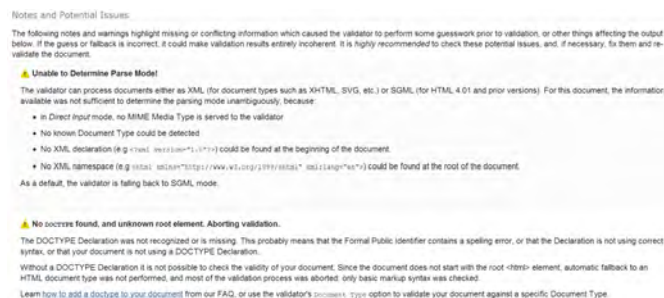 Notes and Potential Issues
The following notes and warnings highlight missing or conflicting information which caused the validator to perform some guesswork prior to validation, or other things affecting the output
below. If the guess or fallback is incorrect, it could make validation results entirely incoherent. It is highly recommended to check these potential issues, and, if necessary, fix them and re-
validate the document.
Unable to Determine Parse Mode!
The validator can process documents either as XML (for document types such as XHTML, SVG, etc.) or SGML (for HTML 4.01 and prior versions). For this document, the information
available was not sufficient to determine the parsing mode unambiguously, because:
• in Direct Input mode, no MIME Media Type is served to the validator
• No known Document Type could be detected
• No XML declaration (e.g <?xml version="1.0"?>) could be found at the beginning of the document.
• No XML namespace (e.g <html xmlns="http://www.w3.org/1999/xhtml" xml:lang="en">) could be found at the root of the document.
As a default, the validator is falling back to SGML mode.
No DOCTYPE found, and unknown root element. Aborting validation.
The DOCTYPE Declaration was not recognized or is missing. This probably means that the Formal Public Identifier contains a spelling error, or that the Declaration is not using correct
syntax, or that your document is not using a DOCTYPE Declaration.
Without a DOCTYPE Declaration it is not possible to check the validity of your document. Since the document does not start with the root <html> element, automatic fallback to an
HTML document type was not performed, and most of the validation process was aborted: only basic markup syntax was checked.
Learn how to add a doctype to your document from our FAQ, or use the validator's Document Type option to validate your document against a specific Document Type.